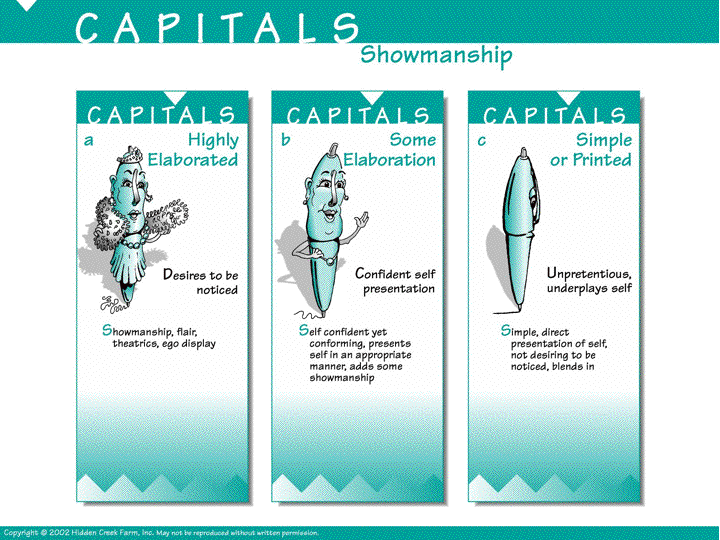 CAPITALS
Showmanship
CAPITALS
a
Highly
Elaborated
Desires to be
noticed
Showmanship, flair,
theatrics, ego display
CAPITALS
b
Some
Elaboration
Confident self
presentation
Self confident yet
conforming, presents
self in an appropriate
manner, adds some
showmanship
CAPITALS
c
Simple
or Printed
Unpretentious,
underplays self
Simple, direct
presentation of self,
not desiring to be
noticed, blends in
Copyright © 2002 Hidden Creek Farm, Inc. May not be reproduced without written permission.